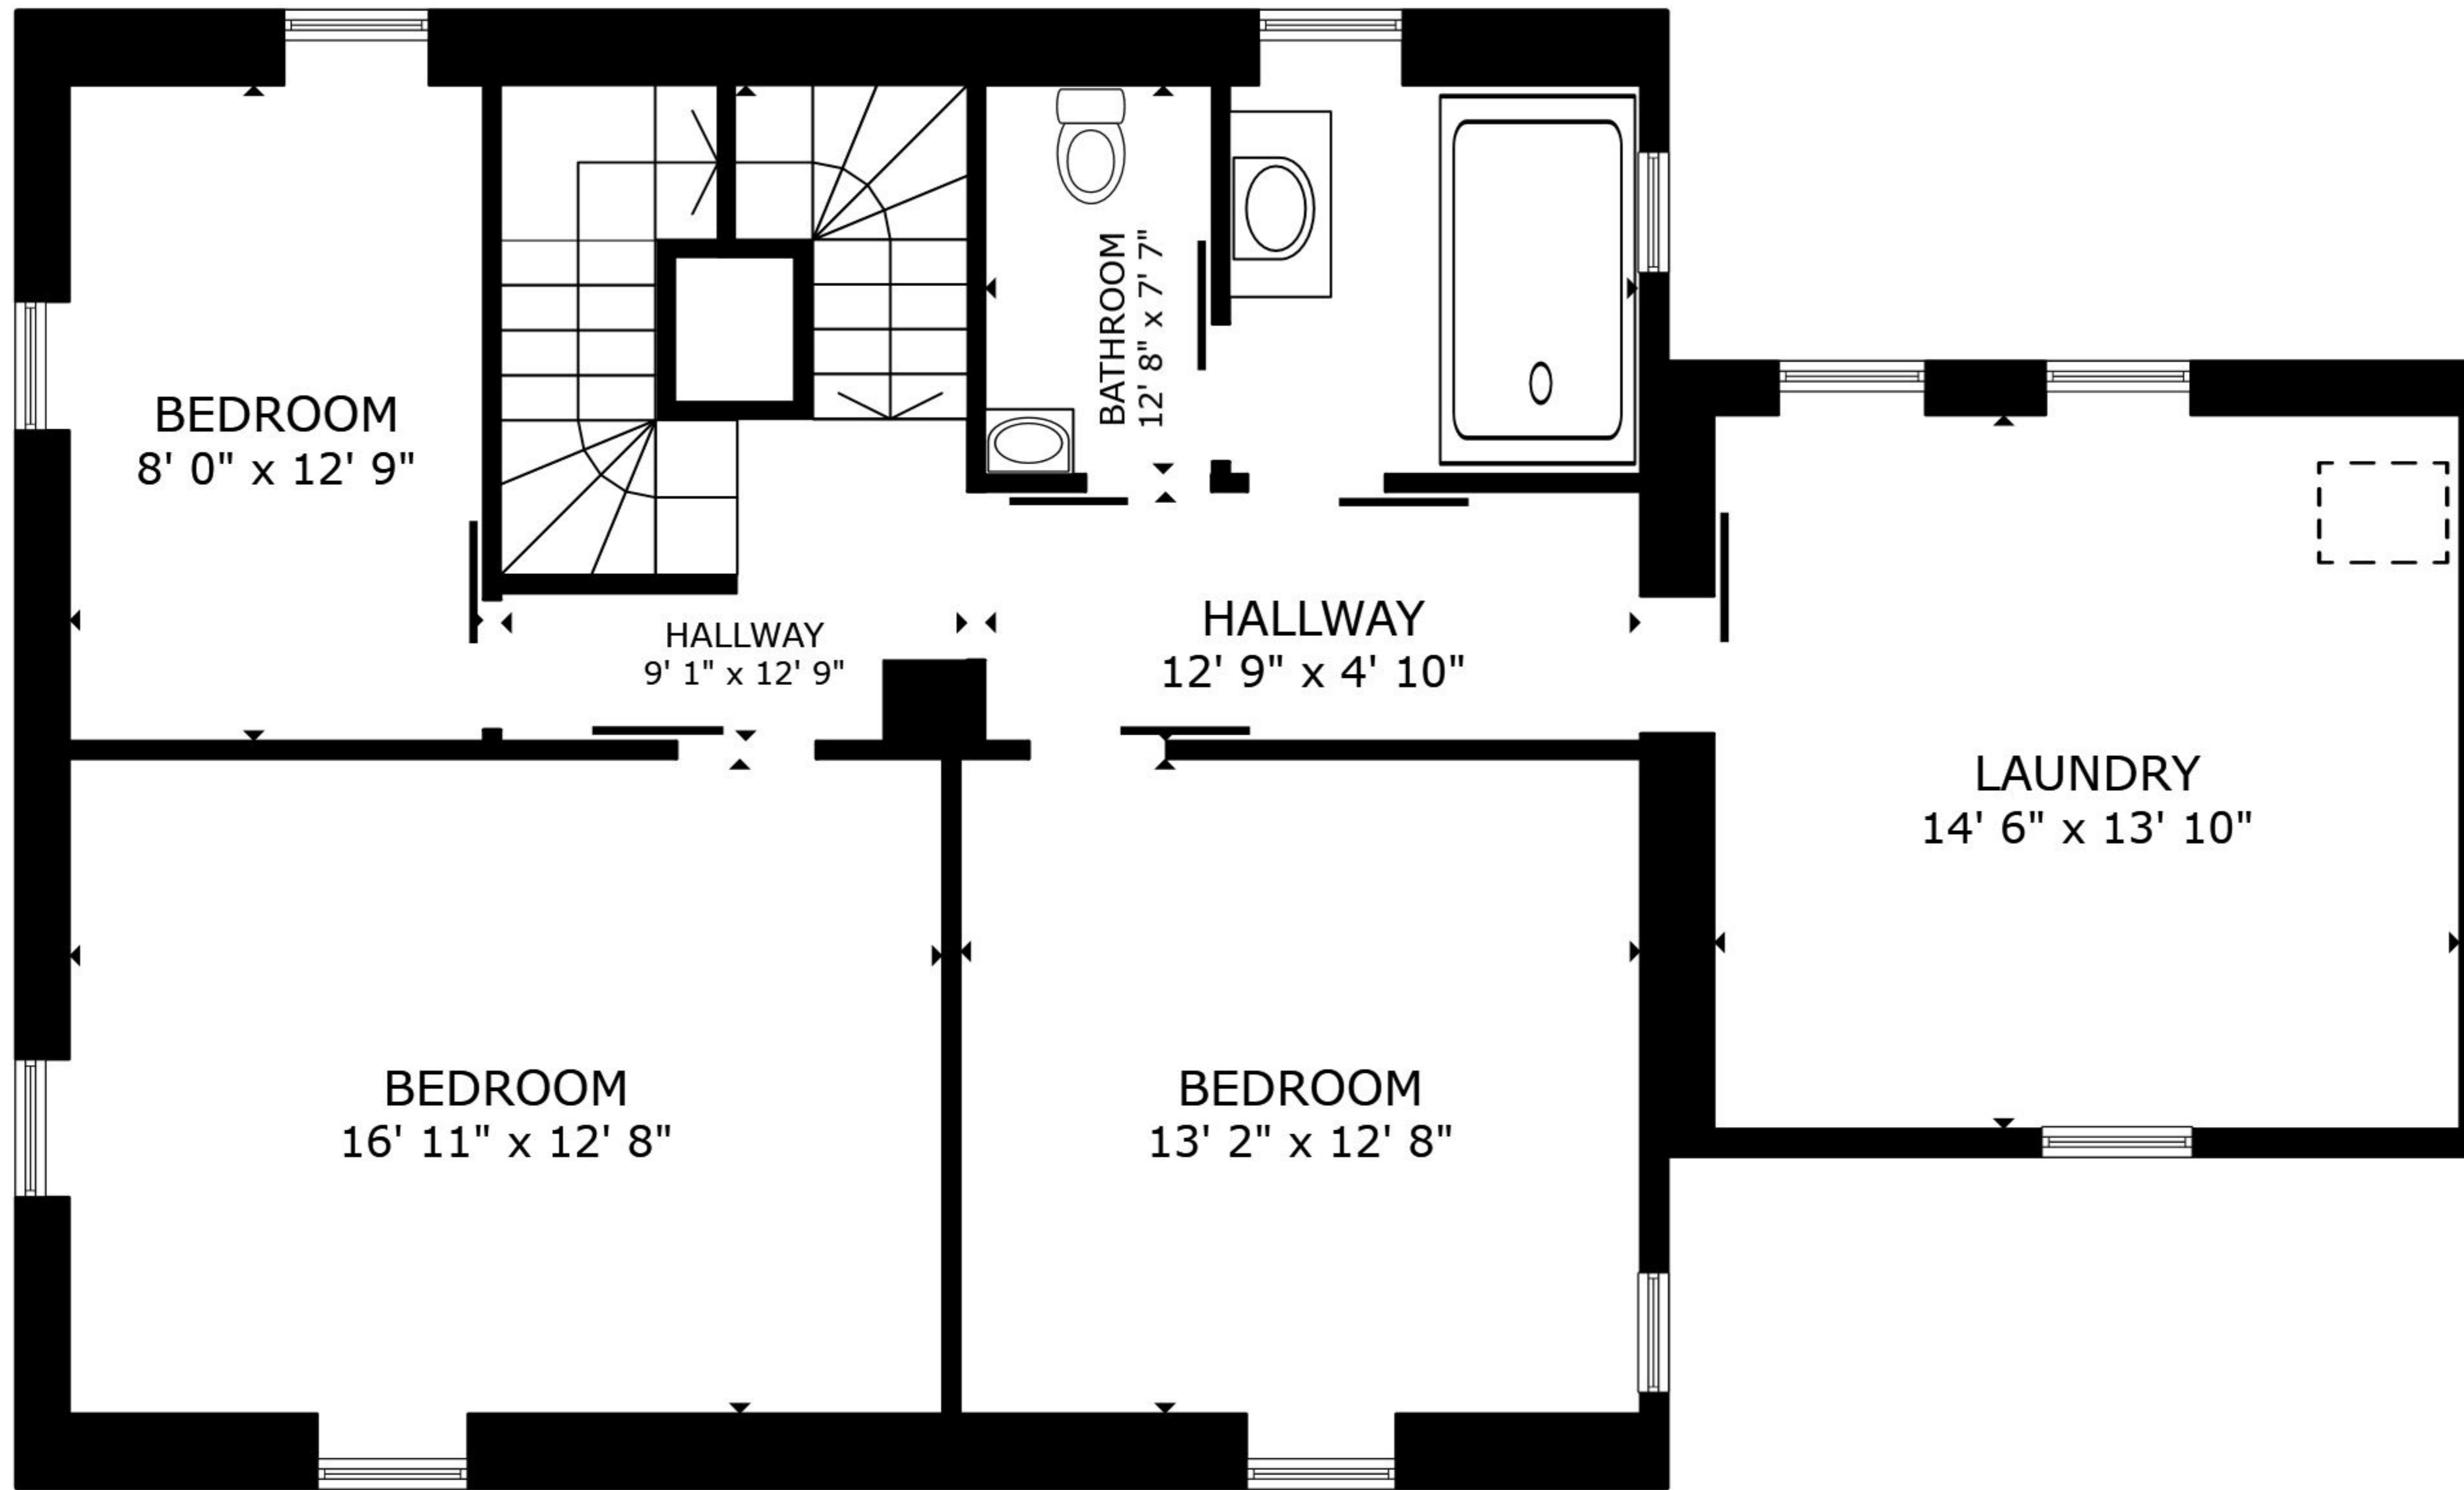 BATHROOM
12' 8" x 7' 7"
BEDROOM
8' 0" x 12' 9"
HALLWAY
9' 1" x 12' 9"
HALLWAY
12' 9" x 4' 10"
LAUNDRY
14' 6" x 13' 10"
BEDROOM
16' 11" x 12' 8"
BEDROOM
13' 2" x 12' 8"